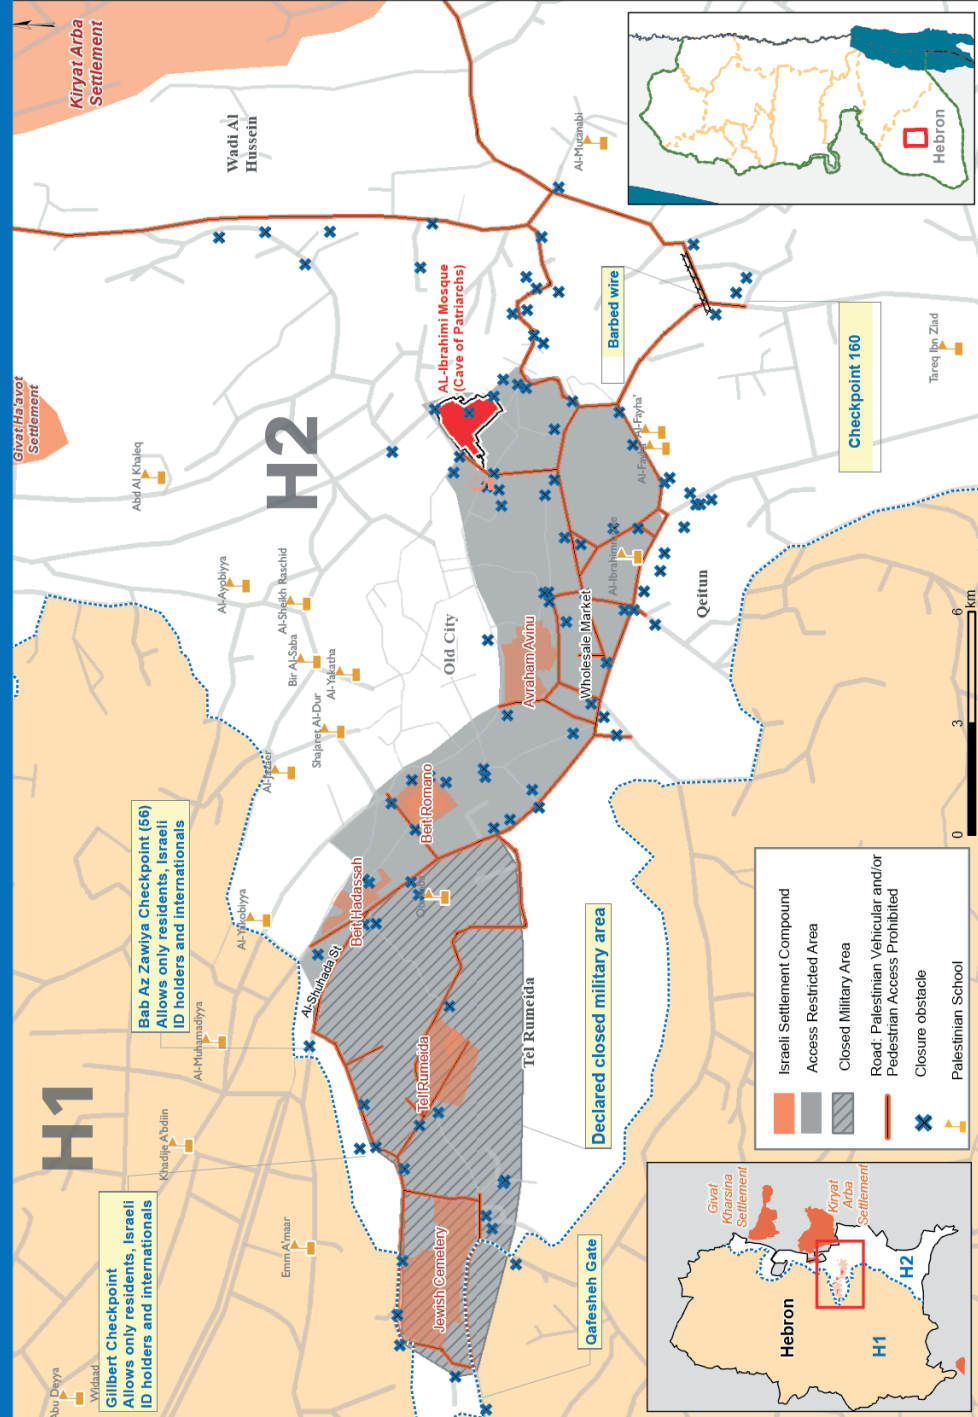 Kiryat Arba
Settlement
Wadi Al
Hussein
Al-Mutanabi
Hebron
Givat Ha'avot
Settlement
H2
AL-Ibrahimi Mosque
(Cave of Patriarchs)
Barbed wire
Checkpoint 160
Tareq Ibn Ziad
Abd Al Khaleq
Al-Fayha'
Al-Ayobiyya
Al-Sheikh Raschid
Bir Al-Saba
Al-Yakatha
Shajaret Al-Dur
Al-Jazaer
Old City
Avraham Avinu
Wholesale Market
Qeitun
Bab Az Zawiya Checkpoint (56)
Allows only residents, Israeli
ID holders and internationals
Al-Yakobiyya
Beit Romano
Beit Hadassah
Al-Shuhada St
Al-Muhamadiyya
H1
Khadije A'bdiin
Tell Rumeida
Tel Rumeida
Declared closed military area
Gillbert Checkpoint
Allows only residents, Israeli
ID holders and internationals
Emm A'maar
Jewish Cemetery
Qafesheh Gate
Abu Deyya
Widaad
0 3 6
km
Israeli Settlement Compound
Access Restricted Area
Closed Military Area
Road: Palestinian Vehicular and/or
Pedestrian Access Prohibited
Closure obstacle
Palestinian School
Givat
Kharsina
Settlement
Kiryat
Arba
Settlement
Hebron
H1
H2